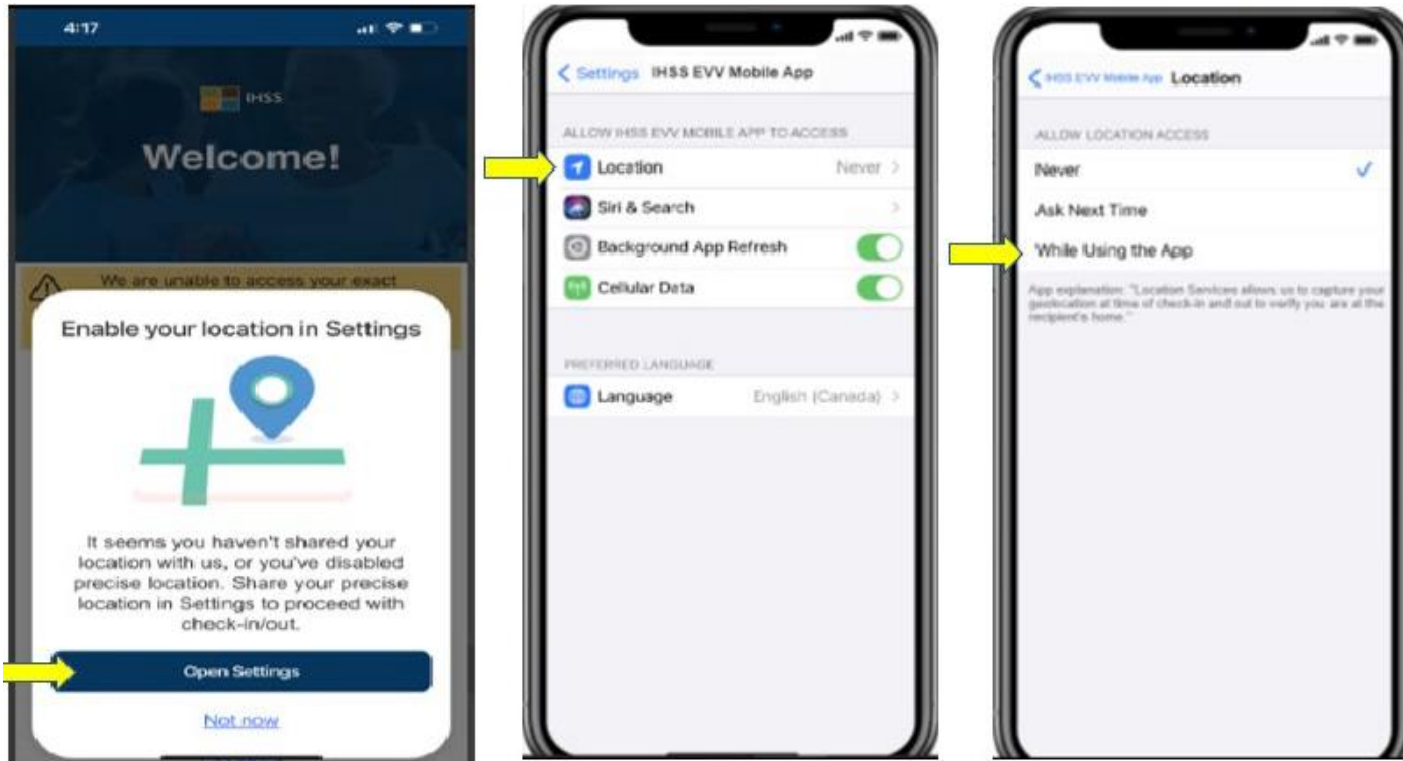 4:17
IHSS
Welcome!
We are unable to access your exact
Enable your location in Settings
It seems you haven't shared your
location with us, or you've disabled
precise location. Share your precise
location in Settings to proceed with
check-in/out.
Open Settings
Not now
Settings IHSS EVV Mobile App
ALLOW IHSS EVV MOBILE APP TO ACCESS
Location Never
Siri & Search
Background App Refresh
Cellular Data
PREFERRED LANGUAGE
Language English (Canada)
IHSS EVV Mobile App Location
ALLOW LOCATION ACCESS
Never
Ask Next Time
While Using the App
App explanation: "Location Services allows us to capture your
geolocation at time of check-in and out to verify you are at the
recipient's home."